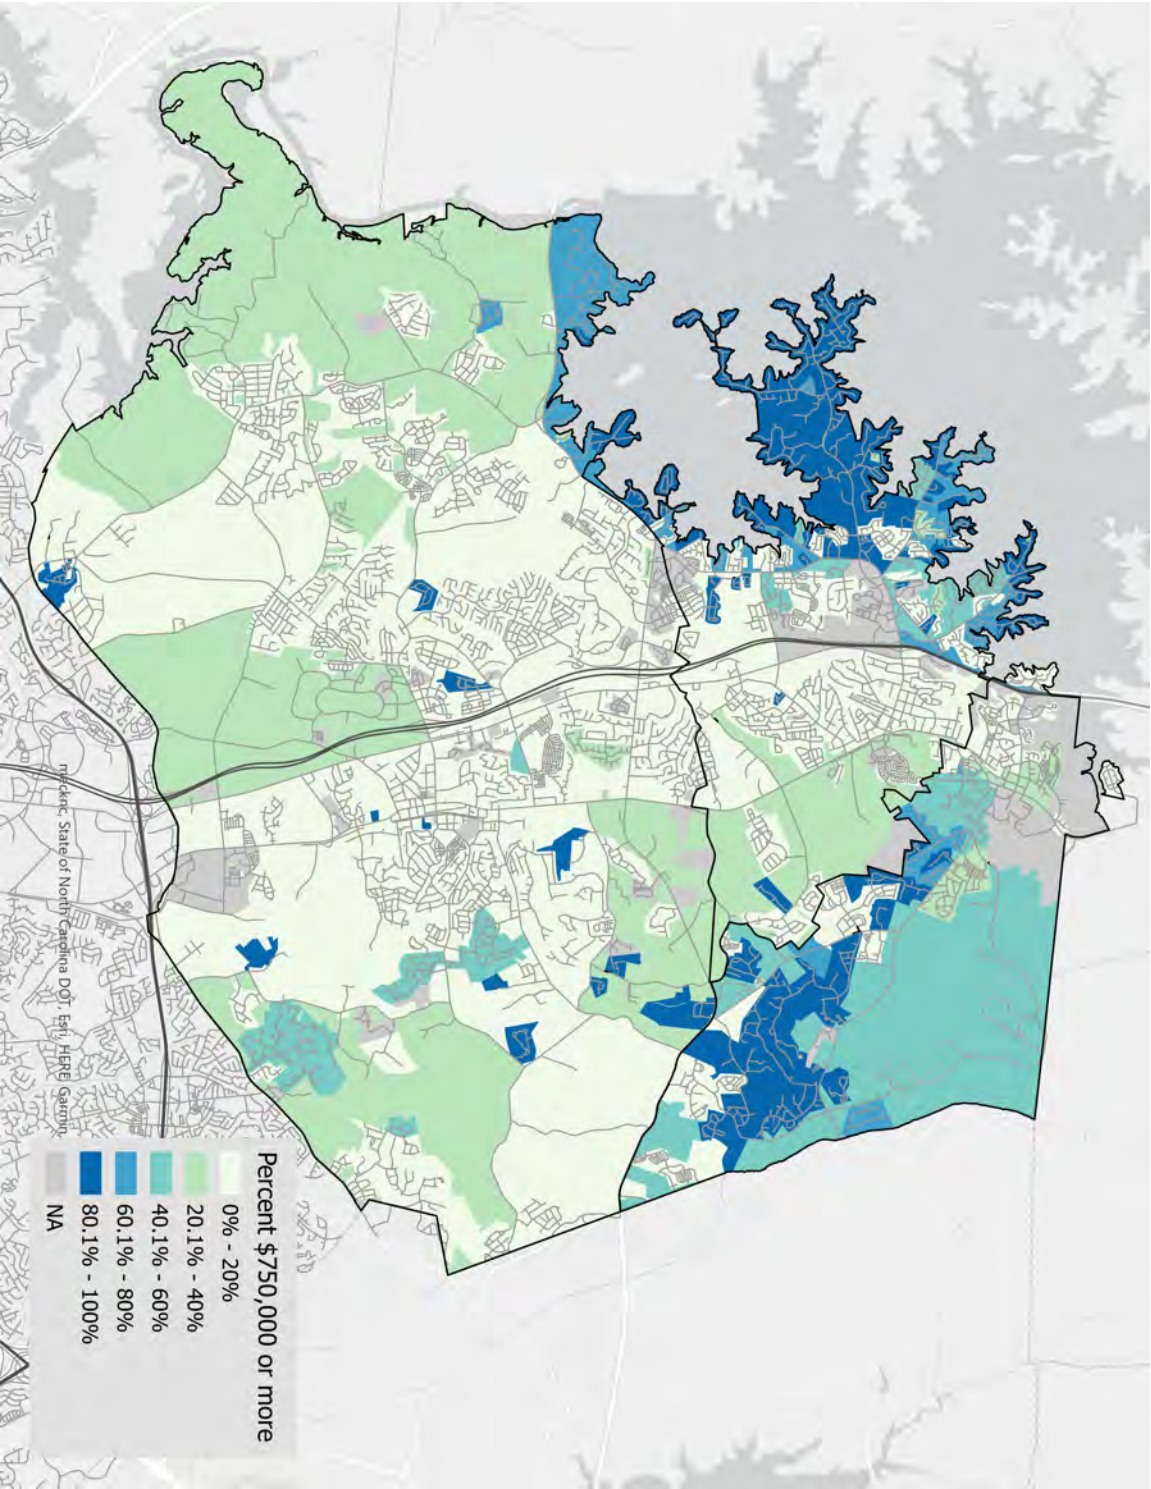 Percent $750,000 or more
0% - 20%
20.1% - 40%
40.1% - 60%
60.1% - 80%
80.1% - 100%
NA
mecknc, State of North Carolina DOT, Esri, HERE, Garmin,